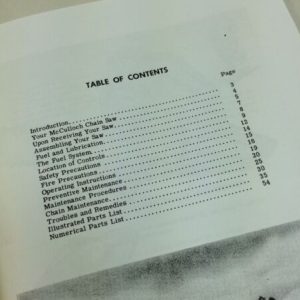 TABLE OF CONTENTS
Page
Introduction
Your McCulloch Chain Saw
Upon Receiving Your Saw
Assembling Your Saw
Fuel and Lubrication
The Fuel System
Location of Controls
Safety Precautions
Fire Precautions
Operating Instructions
Preventive Maintenance
Maintenance Procedures
Chain Maintenance
Troubles and Remedies
Illustrated Parts List
Numerical Parts List 54